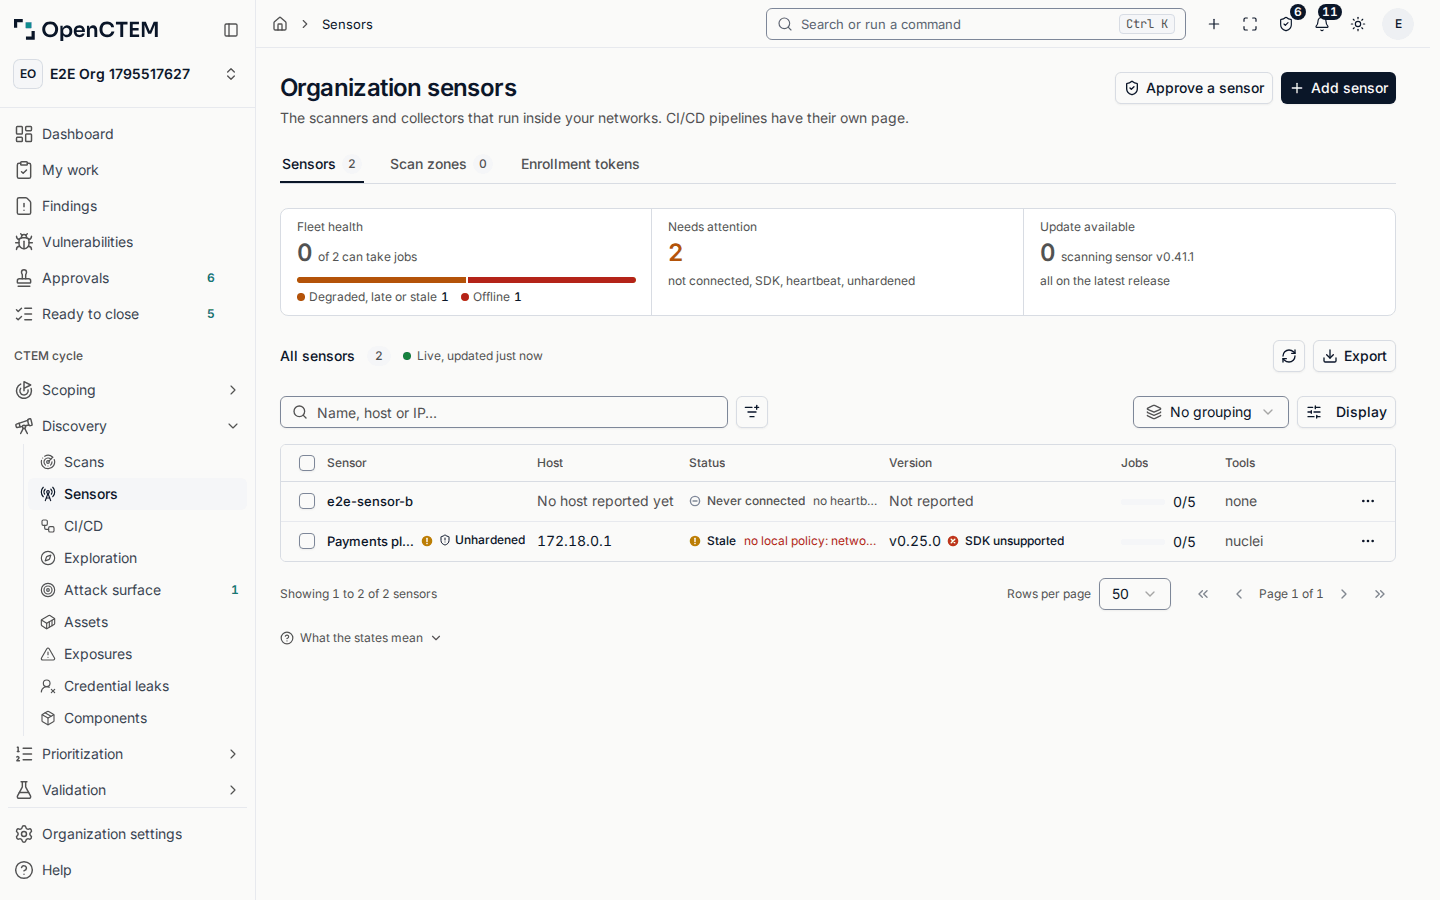 OpenCTEM
EO E2E Org 1795517627
Dashboard
My work
Findings
Vulnerabilities
Approvals 6
Ready to close 5
CTEM cycle
Scoping
Discovery
Scans
Sensors
CI/CD
Exploration
Attack surface 1
Assets
Exposures
Credential leaks
Components
Prioritization
Validation
Organization settings
Help
Sensors
Search or run a command Ctrl K
6
11
E
Organization sensors
Approve a sensor
Add sensor
The scanners and collectors that run inside your networks. CI/CD pipelines have their own page.
Sensors 2
Scan zones 0
Enrollment tokens
Fleet health
0 of 2 can take jobs
Degraded, late or stale 1 Offline 1
Needs attention
2
not connected, SDK, heartbeat, unhardened
Update available
0 scanning sensor v0.41.1
all on the latest release
All sensors 2 Live, updated just now
Export
Name, host or IP...
No grouping
Display
Sensor Host Status Version Jobs Tools
e2e-sensor-b No host reported yet Never connected no heartb... Not reported 0/5 none
Payments pl... Unhardened 172.18.0.1 Stale no local policy: netwo... v0.25.0 SDK unsupported 0/5 nuclei
Showing 1 to 2 of 2 sensors
Rows per page 50 Page 1 of 1
What the states mean